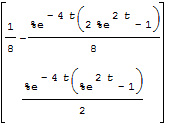 [1/8 - %e^(- 4 t) (2 %e^(2 t) - 1)/8]
[%e^(- 4 t) (%e^(2 t) - 1)/2]